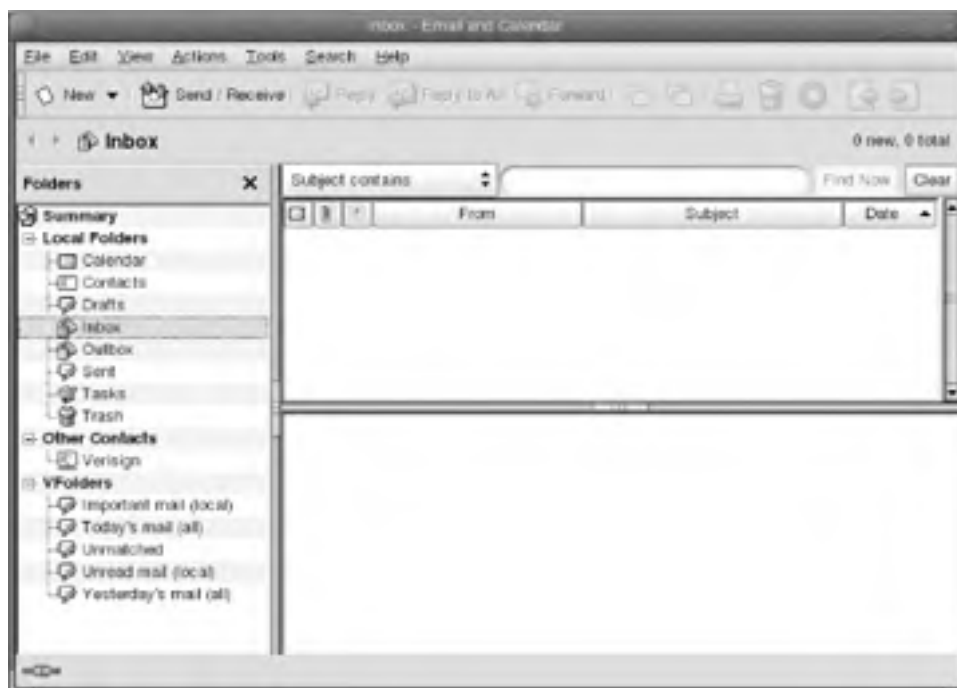 Inbox - Email and Calendar
File Edit View Actions Tools Search Help
New Send / Receive Reply Reply to All Forward
Inbox 0 new, 0 total
Folders Subject contains Find Now Clear
From Subject Date
Summary
Local Folders
Calendar
Contacts
Drafts
Inbox
Outbox
Sent
Tasks
Trash
Other Contacts
Verisign
VFolders
Important mail (local)
Today's mail (all)
Unmatched
Unread mail (local)
Yesterday's mail (all)